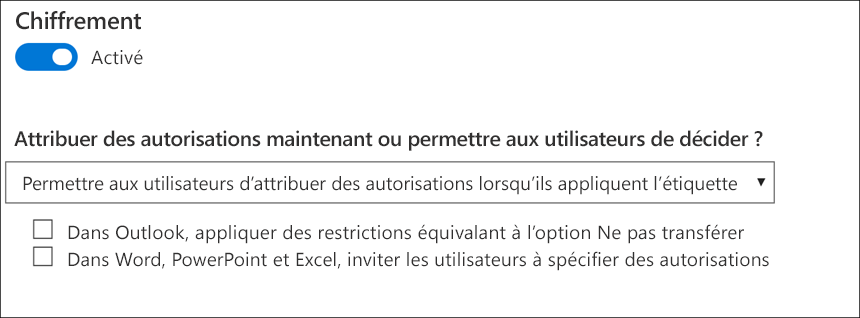 Chiffrement
Activé
Attribuer des autorisations maintenant ou permettre aux utilisateurs de décider ?
Permettre aux utilisateurs d’attribuer des autorisations lorsqu’ils appliquent l’étiquette
Dans Outlook, appliquer des restrictions équivalant à l’option Ne pas transférer
Dans Word, PowerPoint et Excel, inviter les utilisateurs à spécifier des autorisations